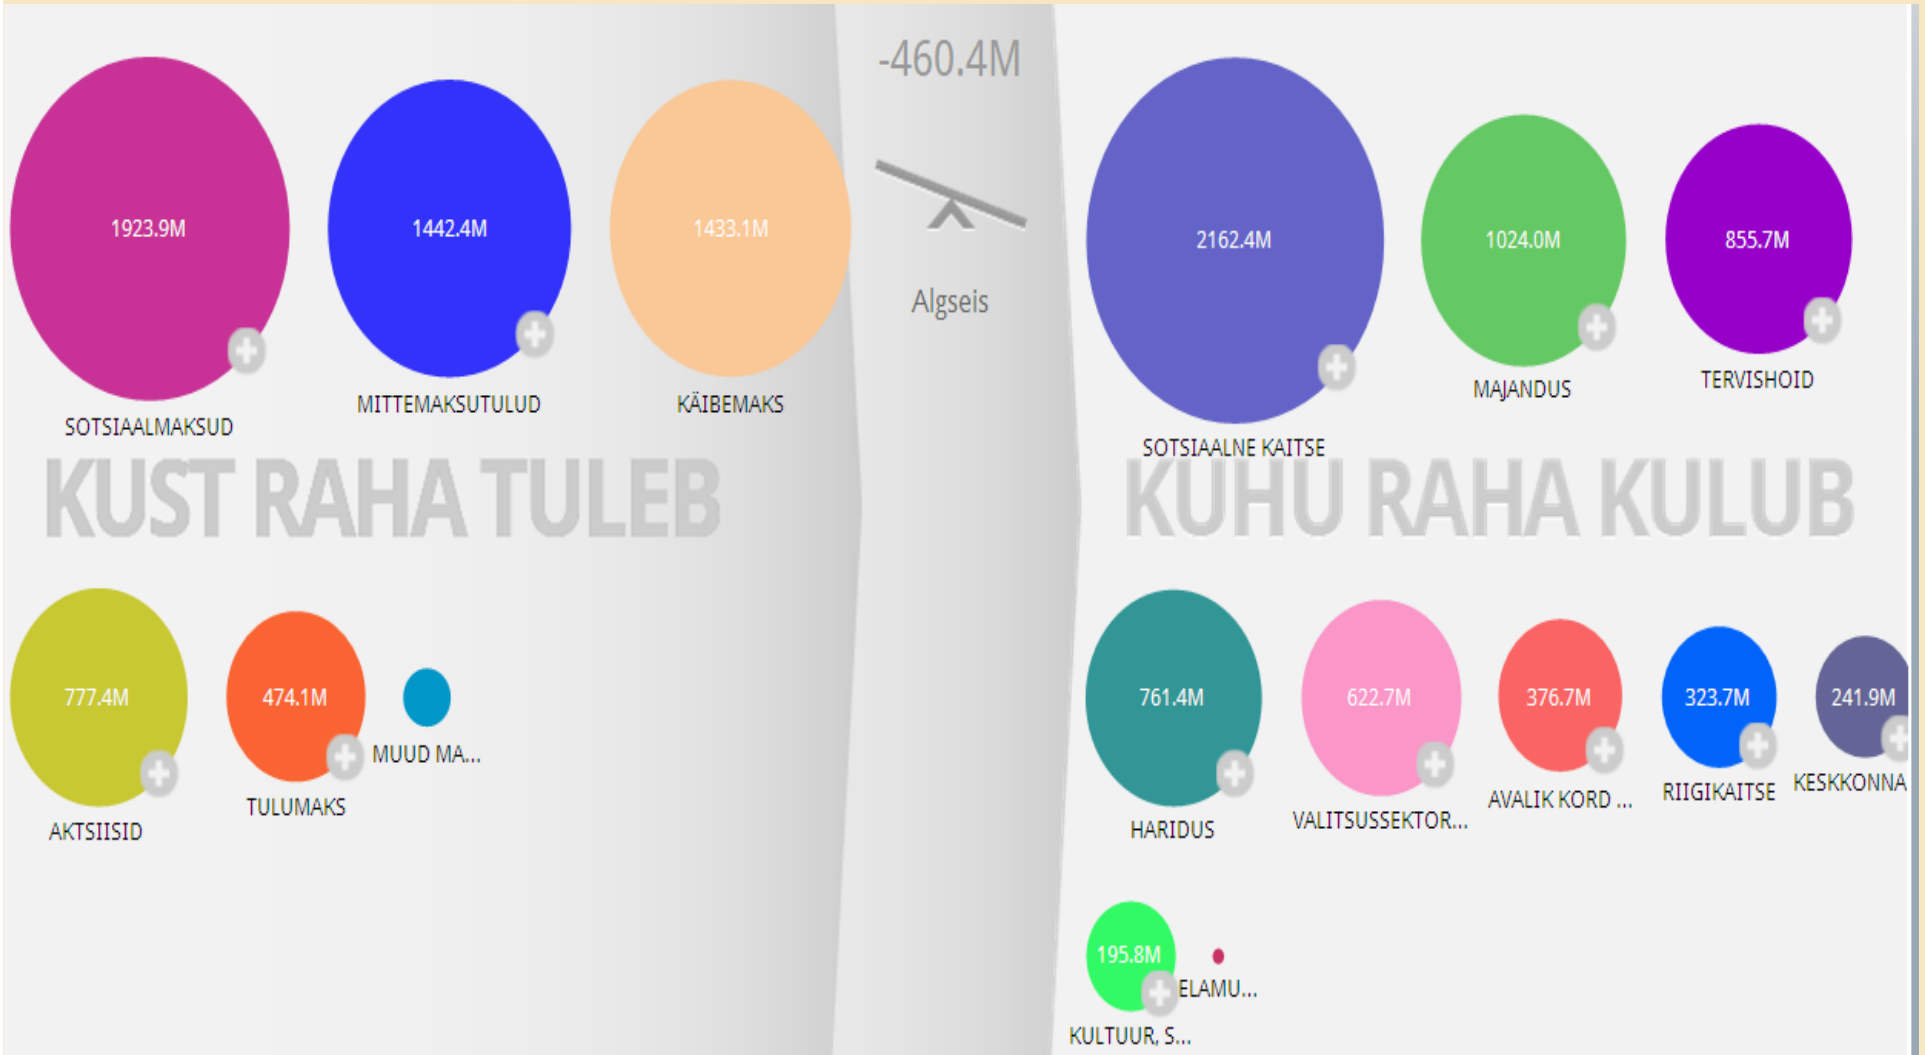 -460.4M
Algseis
1923.9M
SOTSIAALMAKSUD
1442.4M
MITTEMAKSUTULUD
1433.1M
KÄIBEMAKS
KUST RAHA TULEB
777.4M
AKTSIISID
474.1M
TULUMAKS
MUUD MA...
2162.4M
SOTSIAALNE KAITSE
1024.0M
MAJANDUS
855.7M
TERVISHOID
KUHU RAHA KULUB
761.4M
HARIDUS
622.7M
VALITSUSSEKTOR...
376.7M
AVALIK KORD ...
323.7M
RIIGIKAITSE
241.9M
KESKKONNA
195.8M
KULTUUR, S...
ELAMU...